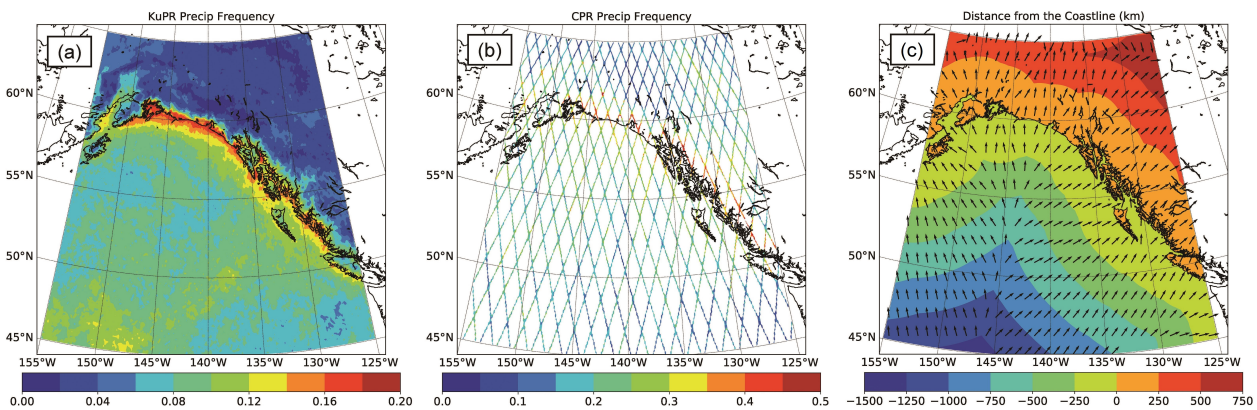 KuPR Precip Frequency
(a)
60°N
55°N
50°N
45°N
155°W 150°W 145°W 140°W 135°W 130°W 125°W
0.00 0.04 0.08 0.12 0.16 0.20
CPR Precip Frequency
(b)
60°N
55°N
50°N
45°N
155°W 150°W 145°W 140°W 135°W 130°W 125°W
0.0 0.1 0.2 0.3 0.4 0.5
Distance from the Coastline (km)
(c)
60°N
55°N
50°N
45°N
155°W 150°W 145°W 140°W 135°W 130°W 125°W
−1500 −1250 −1000 −750 −500 −250 0 250 500 750